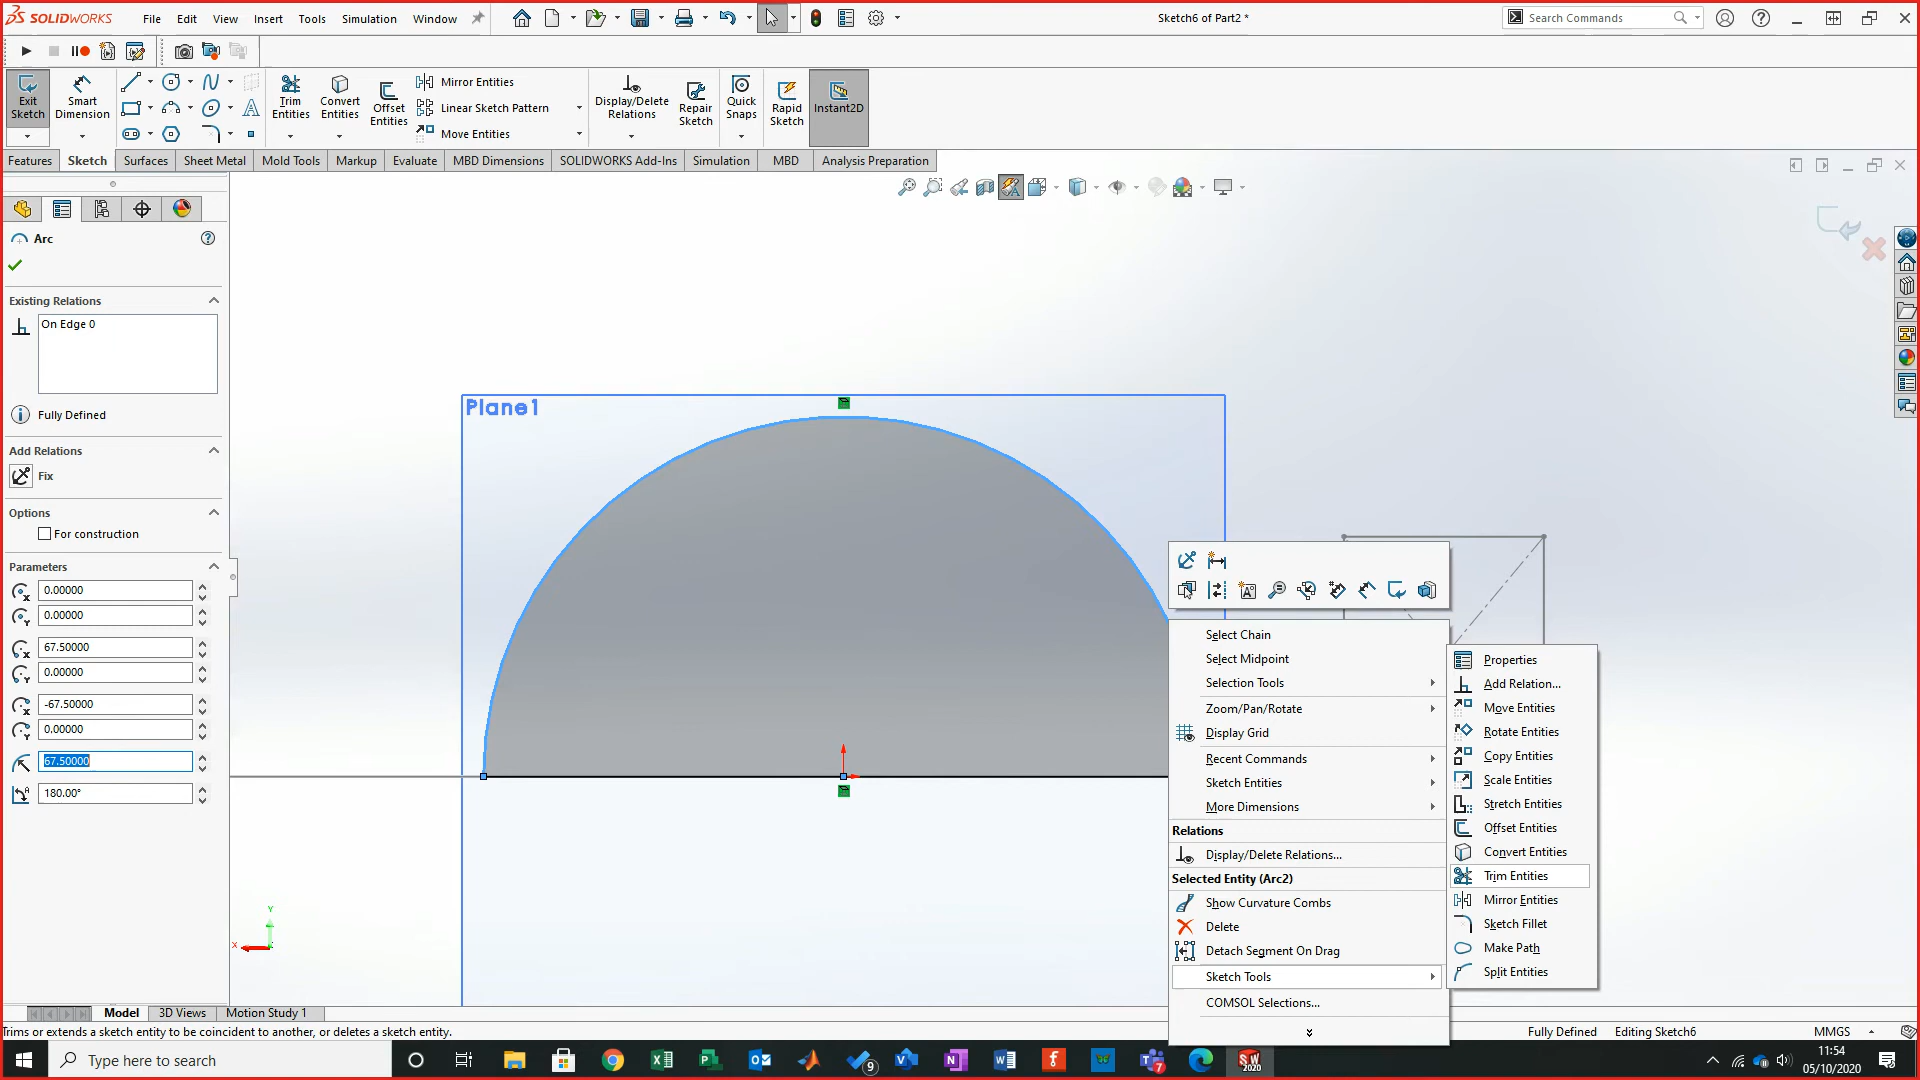 SOLIDWORKS File Edit View Insert Tools Simulation Window Sketch6 of Part2 * Search Commands
Exit Sketch
Smart Dimension
Trim Entities
Convert Entities
Offset Entities
Mirror Entities
Linear Sketch Pattern
Move Entities
Display/Delete Relations
Repair Sketch
Quick Snaps
Rapid Sketch
Instant2D
Features Sketch Surfaces Sheet Metal Mold Tools Markup Evaluate MBD Dimensions SOLIDWORKS Add-Ins Simulation MBD Analysis Preparation
Arc
Existing Relations
On Edge 0
Fully Defined
Add Relations
Fix
Options
For construction
Parameters
0.00000
0.00000
67.50000
0.00000
-67.50000
0.00000
67.50000
180.00°
Plane1
Y
X
Select Chain
Select Midpoint
Selection Tools
Zoom/Pan/Rotate
Display Grid
Recent Commands
Sketch Entities
More Dimensions
Relations
Display/Delete Relations...
Selected Entity (Arc2)
Show Curvature Combs
Delete
Detach Segment On Drag
Sketch Tools
COMSOL Selections...
Properties
Add Relation...
Move Entities
Rotate Entities
Copy Entities
Scale Entities
Stretch Entities
Offset Entities
Convert Entities
Trim Entities
Mirror Entities
Sketch Fillet
Make Path
Split Entities
Model 3D Views Motion Study 1
Trims or extends a sketch entity to be coincident to another, or deletes a sketch entity. Fully Defined Editing Sketch6 MMGS
Type here to search
9
7
SW 2020
11:54
05/10/2020